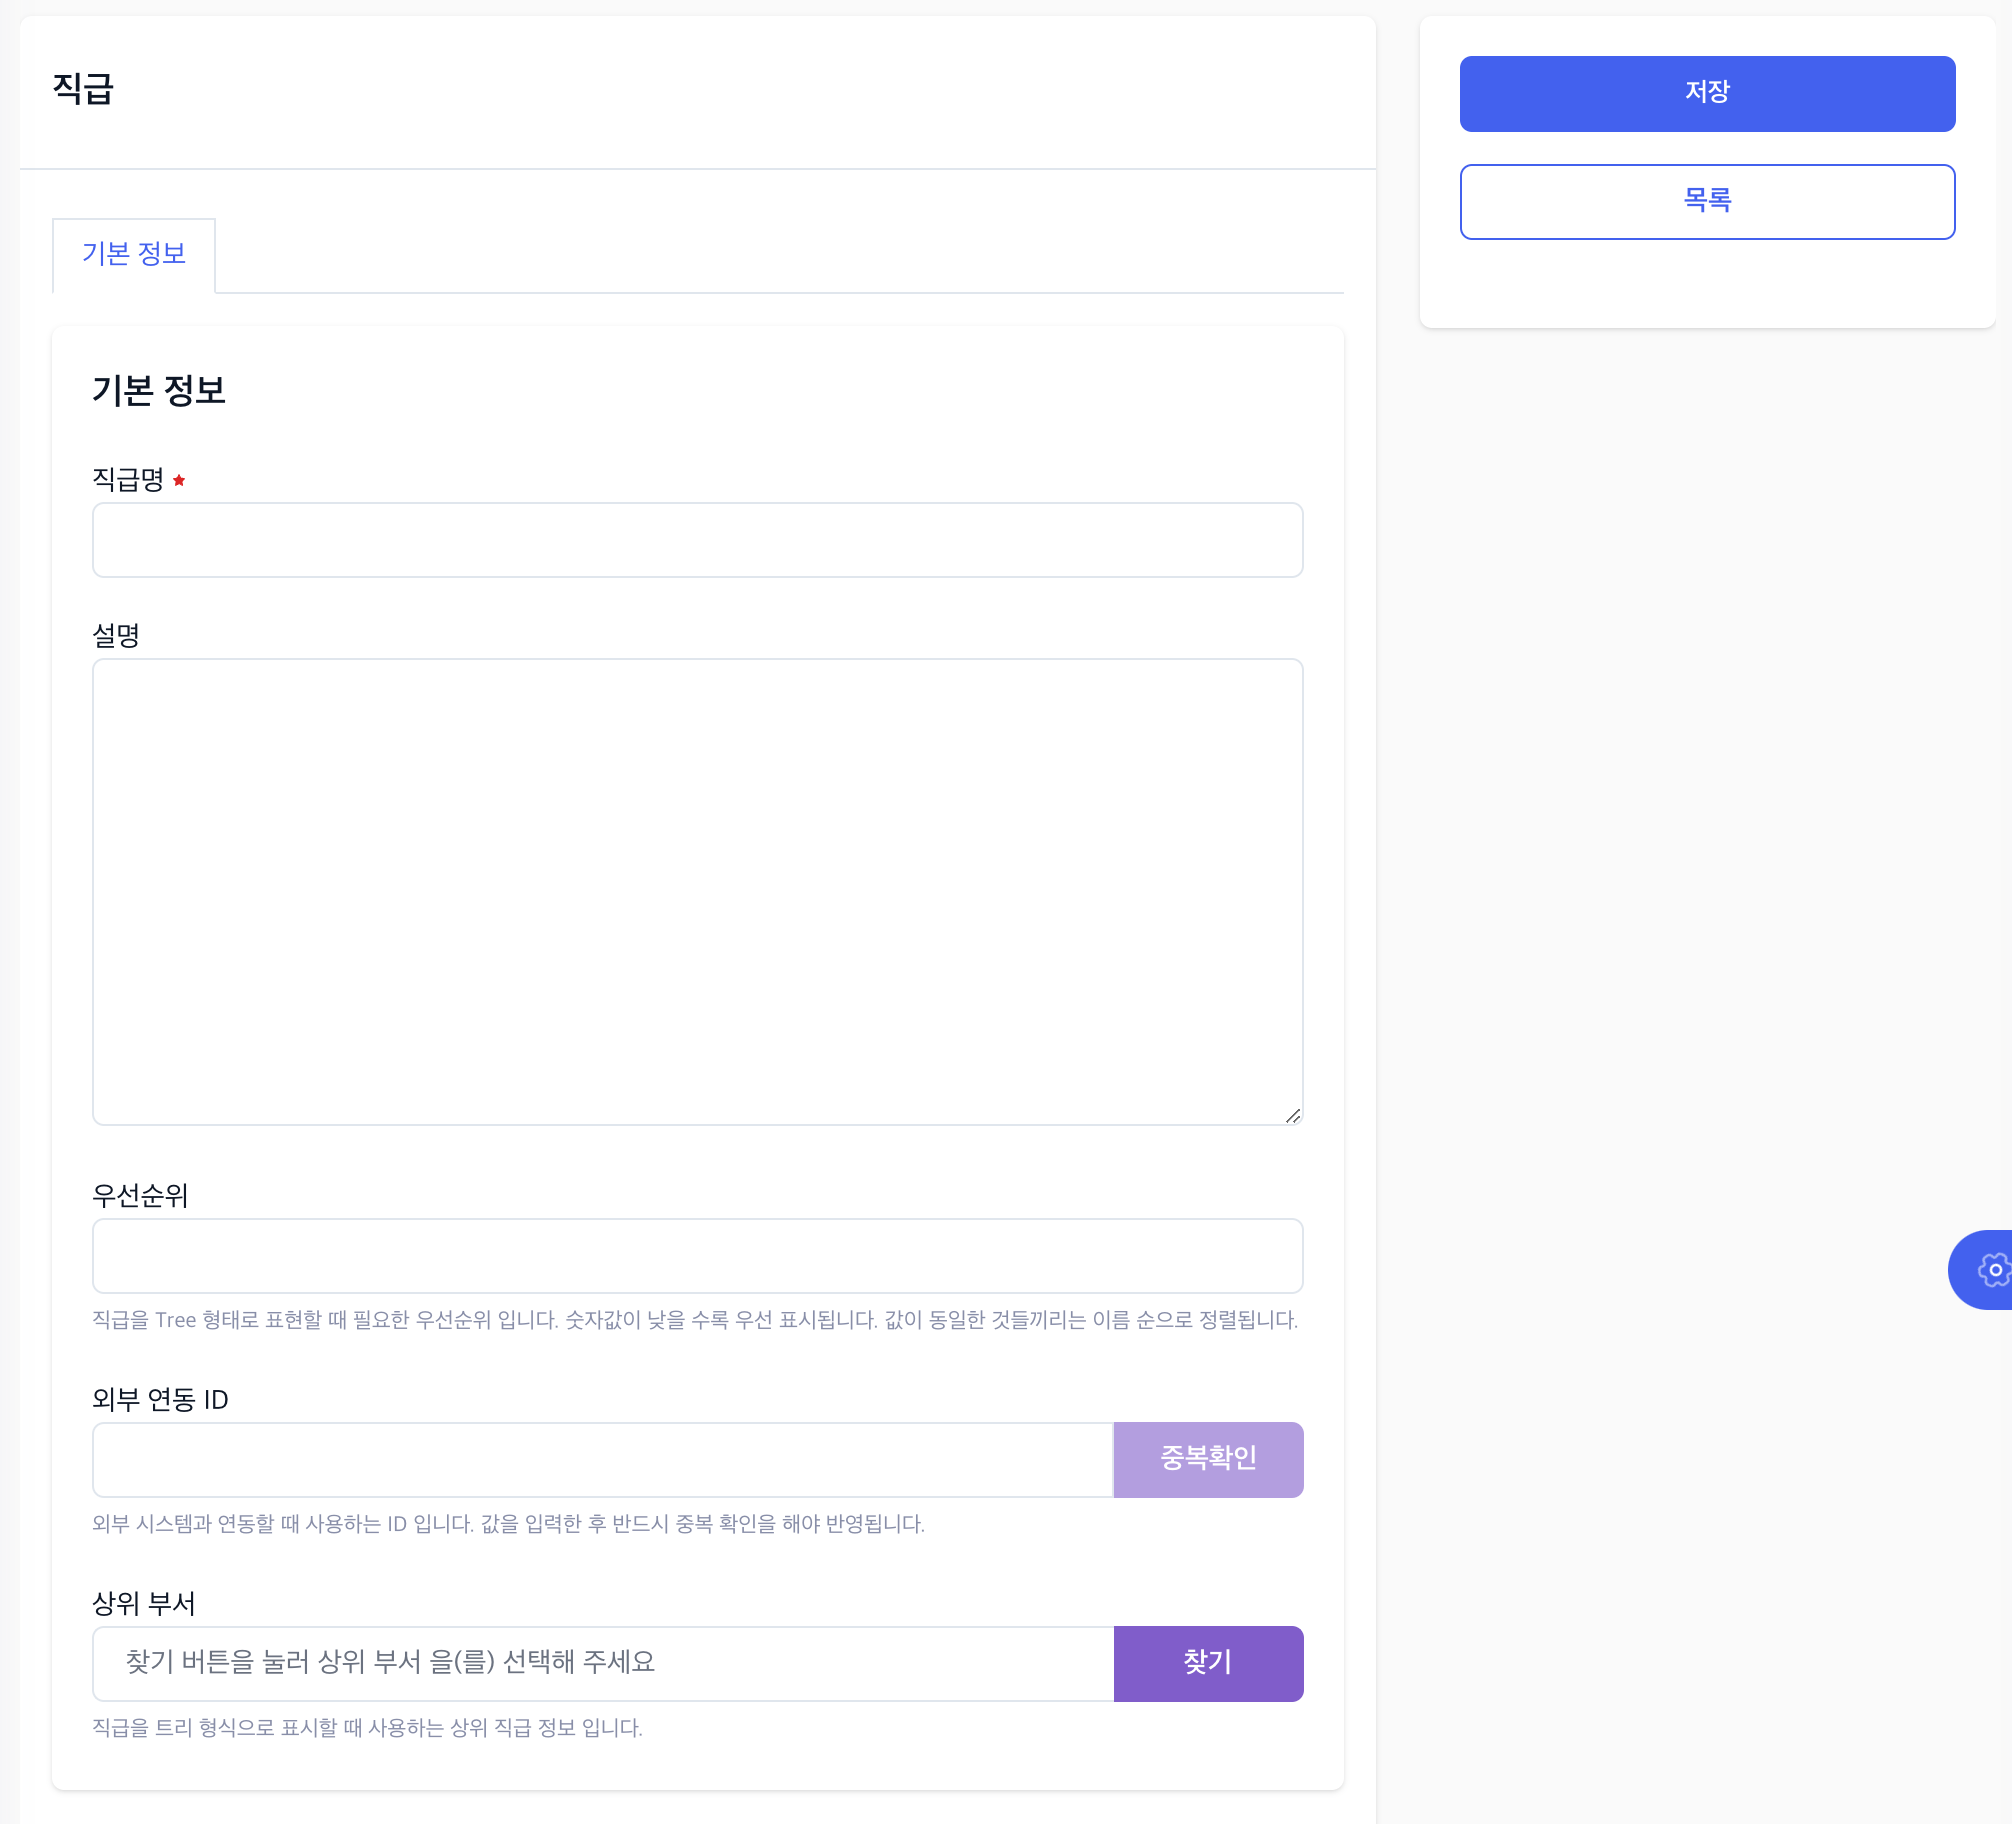 직급
저장
목록
기본 정보
기본 정보
직급명
설명
우선순위
직급을 Tree 형태로 표현할 때 필요한 우선순위 입니다. 숫자값이 낮을 수록 우선 표시됩니다. 값이 동일한 것들끼리는 이름 순으로 정렬됩니다.
외부 연동 ID
중복확인
외부 시스템과 연동할 때 사용하는 ID 입니다. 값을 입력한 후 반드시 중복 확인을 해야 반영됩니다.
상위 부서
찾기 버튼을 눌러 상위 부서 을(를) 선택해 주세요
찾기
직급을 트리 형식으로 표시할 때 사용하는 상위 직급 정보 입니다.